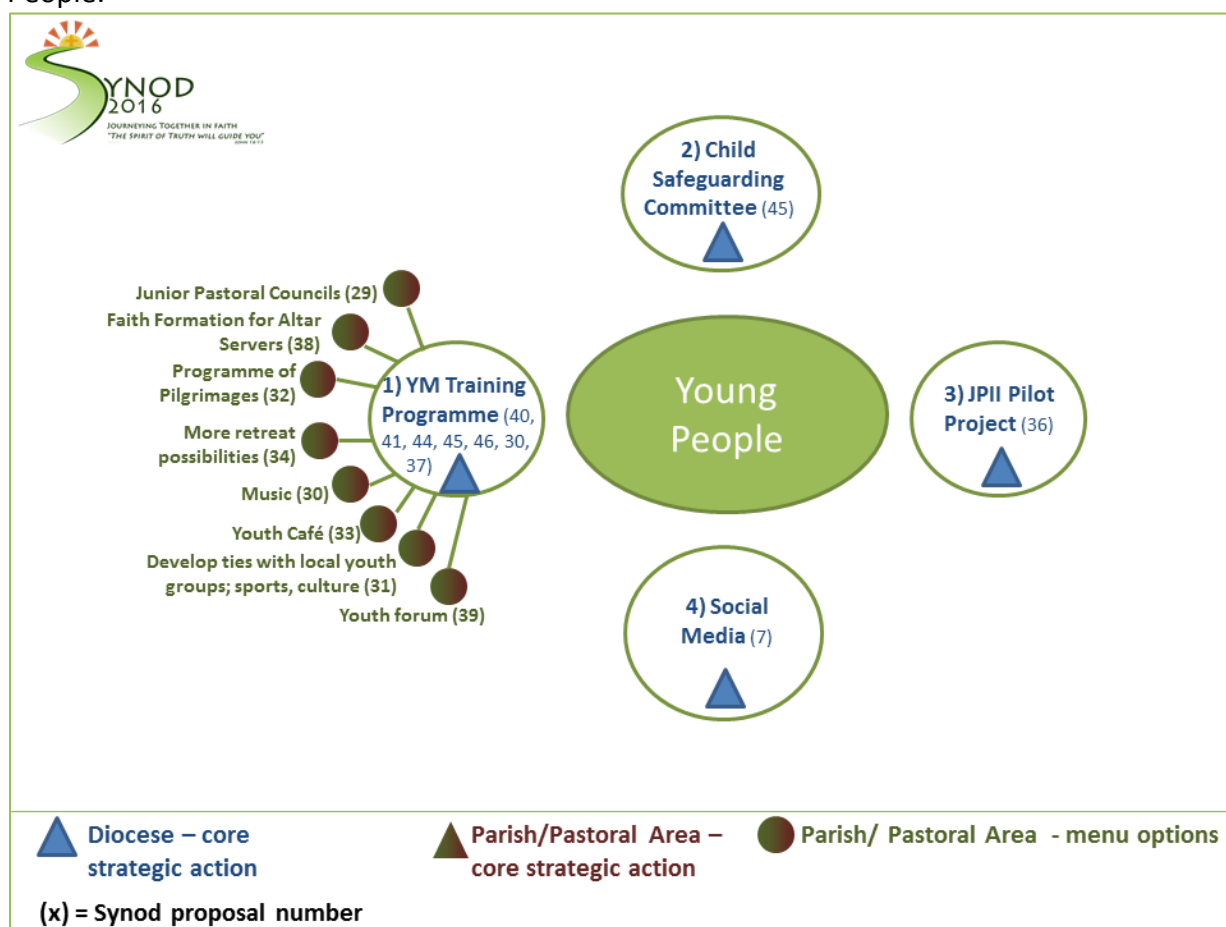 People.
SYNOD
2016
JOURNEYING TOGETHER IN FAITH
"THE SPIRIT OF TRUTH WILL GUIDE YOU"
2) Child
Safeguarding
Committee (45)
Junior Pastoral Councils (29)
Faith Formation for Altar
Servers (38)
Programme of
Pilgrimages (32)
More retreat
possibilities (34)
Music (30)
Youth Café (33)
Develop ties with local youth
groups; sports, culture (31)
Youth forum (39)
1) YM Training
Programme (40,
41, 44, 45, 46, 30,
37)
Young
People
3) JPII Pilot
Project (36)
4) Social
Media (7)
Diocese – core
strategic action
Parish/Pastoral Area –
core strategic action
Parish/ Pastoral Area - menu options
(x) = Synod proposal number